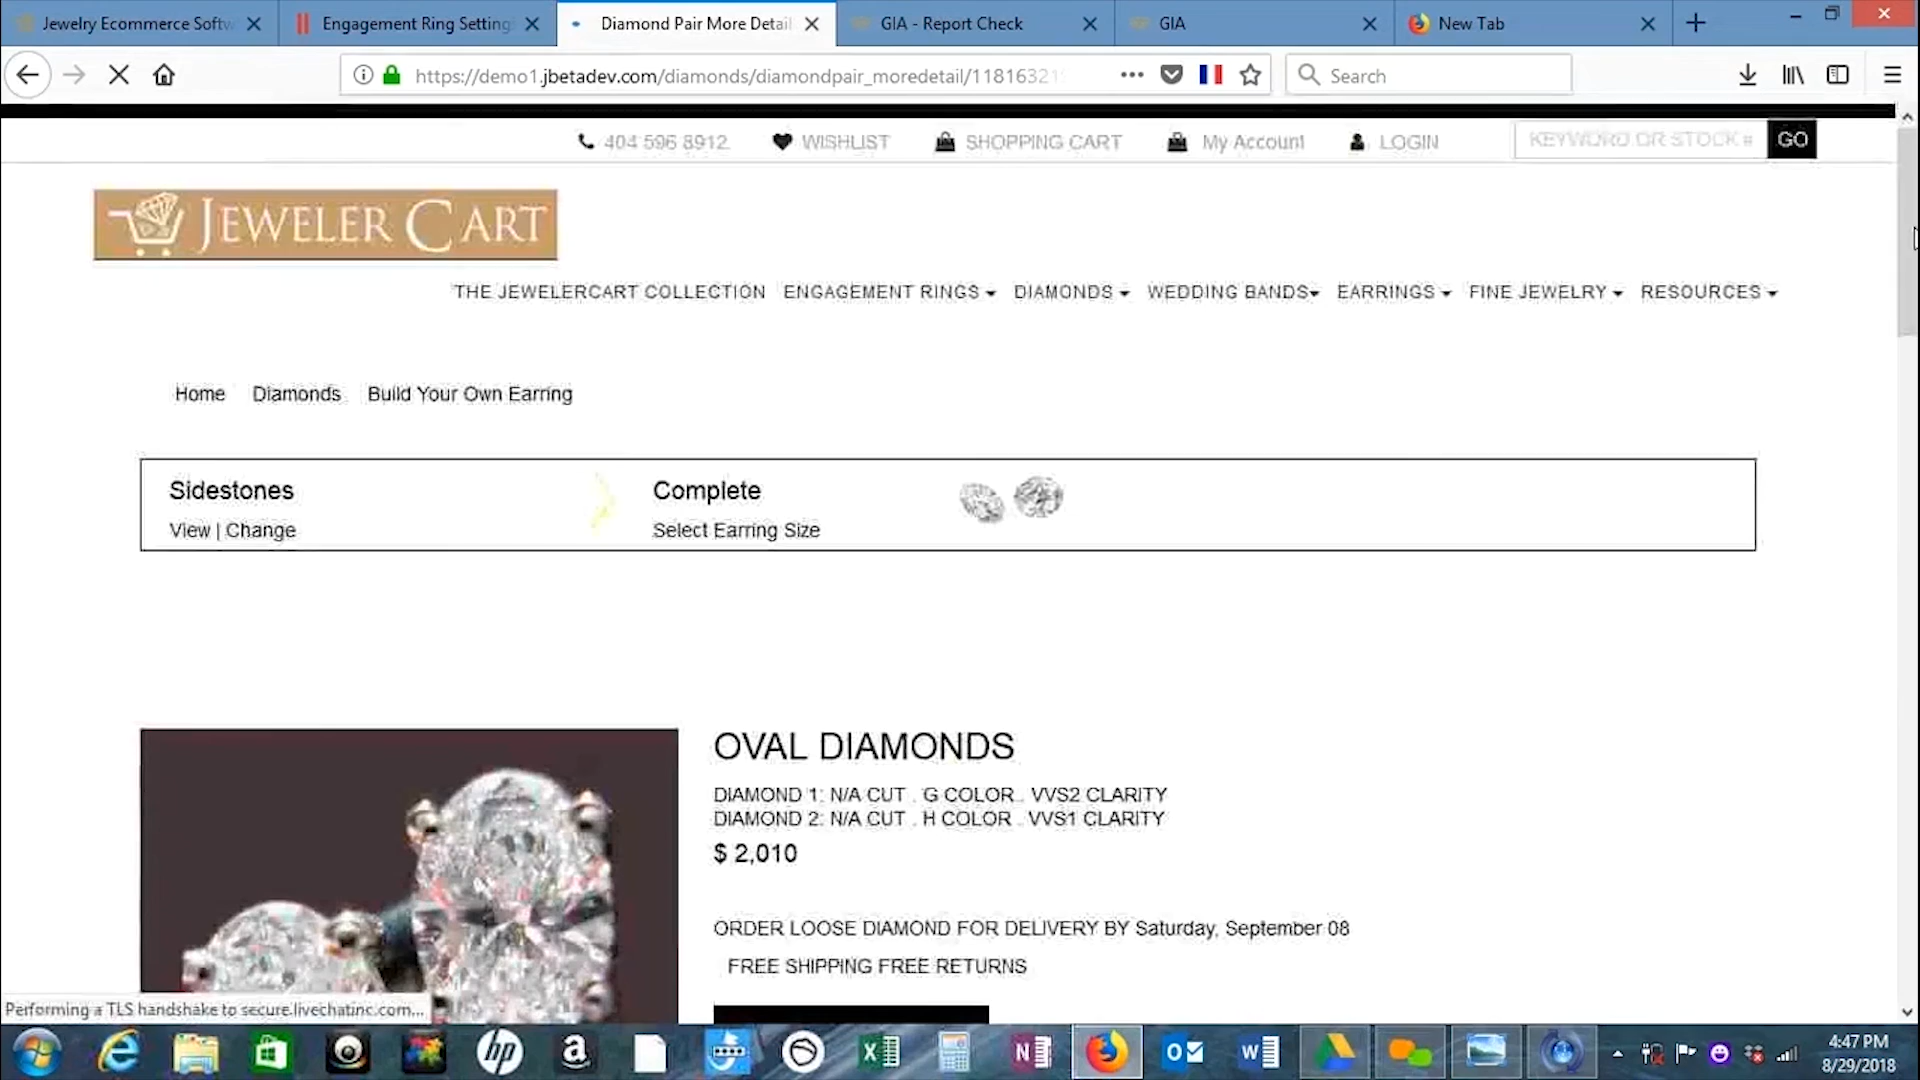 Jewelry Ecommerce Softw
Engagement Ring Setting
Diamond Pair More Detail
GIA - Report Check
GIA
New Tab
https://demo1.jbetadev.com/diamonds/diamondpair_moredetail/11816321
Search
404 596 8912
WISHLIST
SHOPPING CART
My Account
LOGIN
KEYWORD OR STOCK #
GO
JEWELER CART
THE JEWELERCART COLLECTION
ENGAGEMENT RINGS
DIAMONDS
WEDDING BANDS
EARRINGS
FINE JEWELRY
RESOURCES
Home
Diamonds
Build Your Own Earring
Sidestones
View | Change
Complete
Select Earring Size
OVAL DIAMONDS
DIAMOND 1: N/A CUT . G COLOR . VVS2 CLARITY
DIAMOND 2: N/A CUT . H COLOR . VVS1 CLARITY
$ 2,010
ORDER LOOSE DIAMOND FOR DELIVERY BY Saturday, September 08
FREE SHIPPING FREE RETURNS
Performing a TLS handshake to secure.livechatinc.com...
4:47 PM
8/29/2018